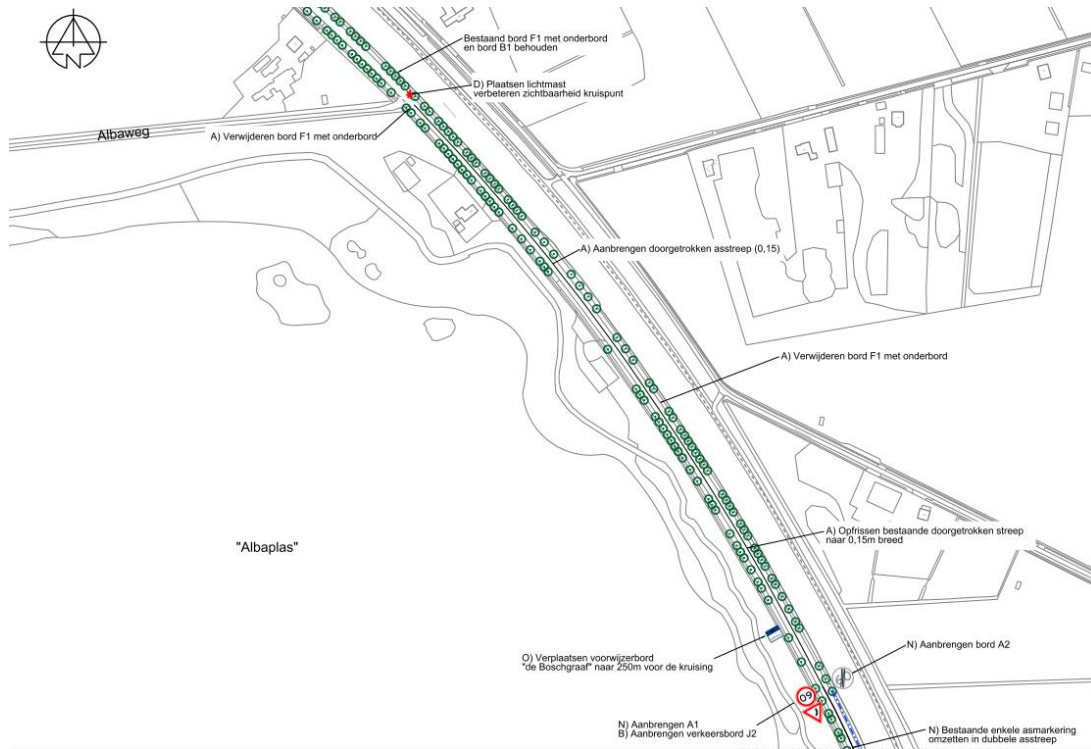 N
Bestaand bord F1 met onderbord
en bord B1 behouden
D) Plaatsen lichtmast
verbeteren zichtbaarheid kruispunt
Albaweg
A) Verwijderen bord F1 met onderbord
A) Aanbrengen doorgetrokken asstreep (0,15)
A) Verwijderen bord F1 met onderbord
"Albaplas"
A) Opfrissen bestaande doorgetrokken streep
naar 0,15m breed
N) Aanbrengen bord A2
O) Verplaatsen voorwijzerbord
"de Boschgraaf" naar 250m voor de kruising
60
N) Aanbrengen A1
B) Aanbrengen verkeersbord J2
N) Bestaande enkele asmarkering
omzetten in dubbele asstreep